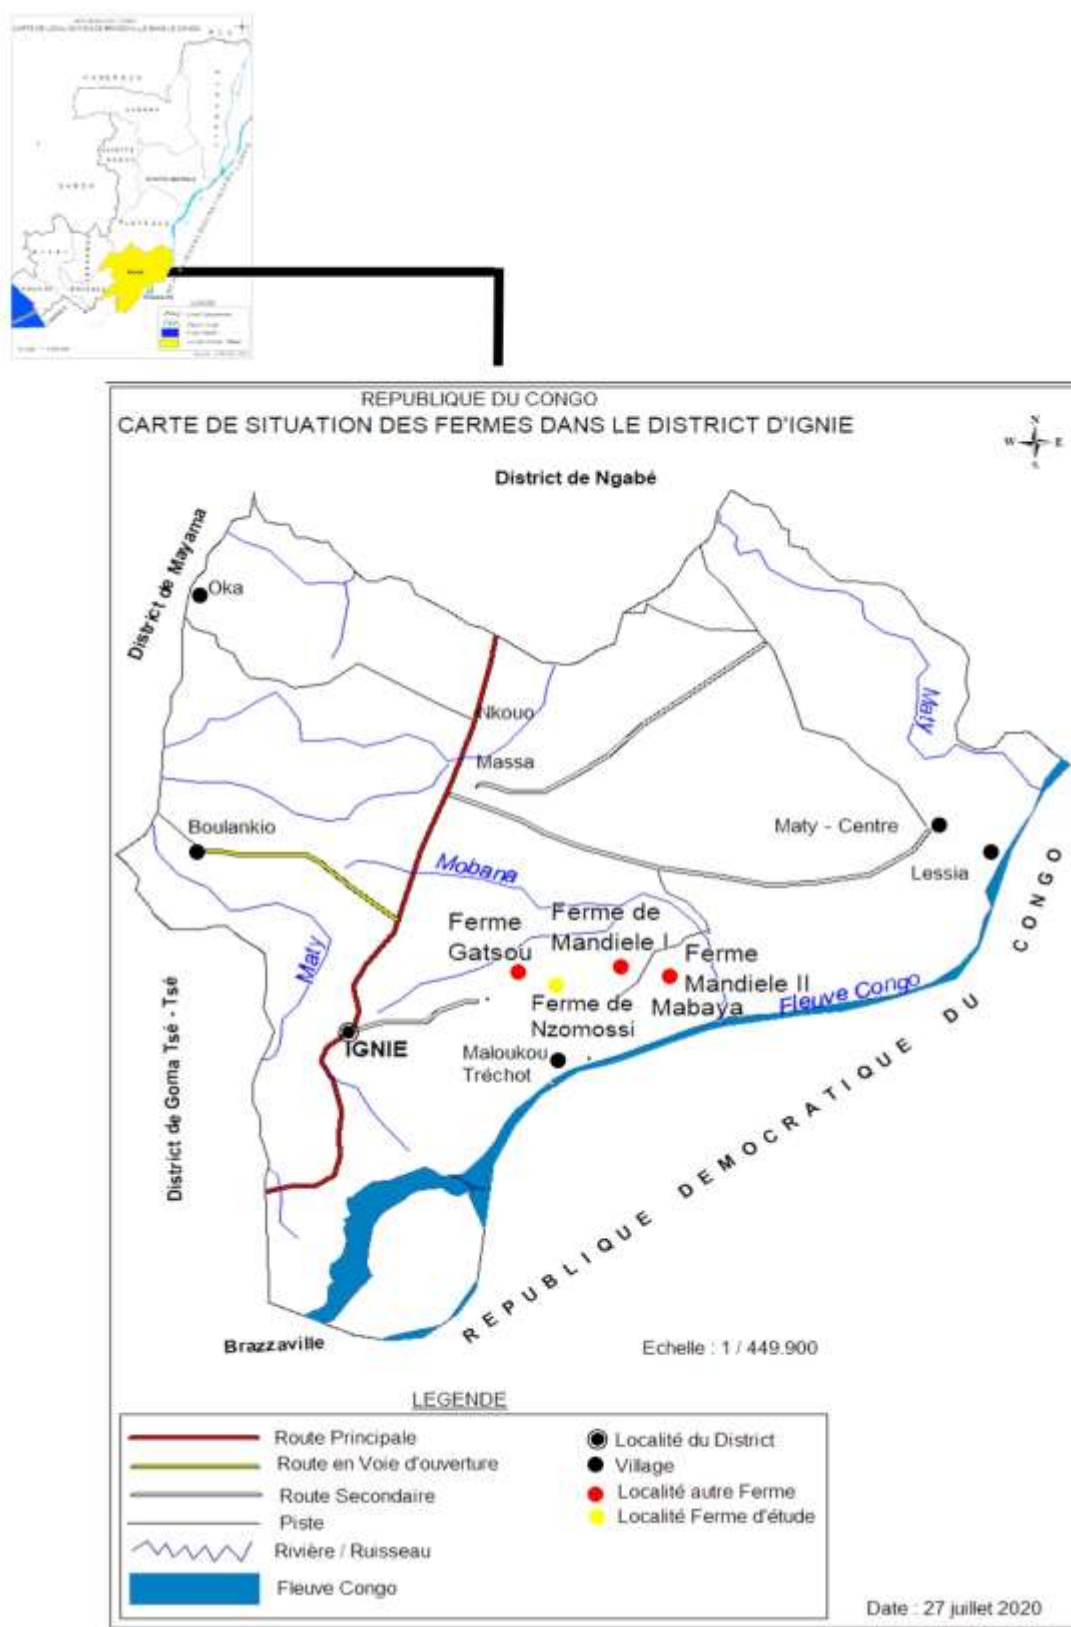 REPUBLIQUE DU CONGO
CARTE DE SITUATION DES FERMES DANS LE DISTRICT D'IGNIE
N
W E
S
District de Ngabé
District de Mayama
Oka
Nkouo
Massa
Maty
Boulankio
Maty - Centre
Lessia
Mobana
Ferme
Gatsou
Ferme de
Mandiele I
Ferme
Mandiele II
Mabaya
Maty
Ferme de
Nzomossi
Fleuve Congo
IGNIE
Maloukou
Tréchot
District de Goma Tsé - Tsé
REPUBLIQUE DEMOCRATIQUE DU CONGO
Brazzaville
Echelle : 1 / 449.900
LEGENDE
Route Principale
Route en Voie d'ouverture
Route Secondaire
Piste
Rivière / Ruisseau
Fleuve Congo
Localité du District
Village
Localité autre Ferme
Localité Ferme d'étude
Date : 27 juillet 2020